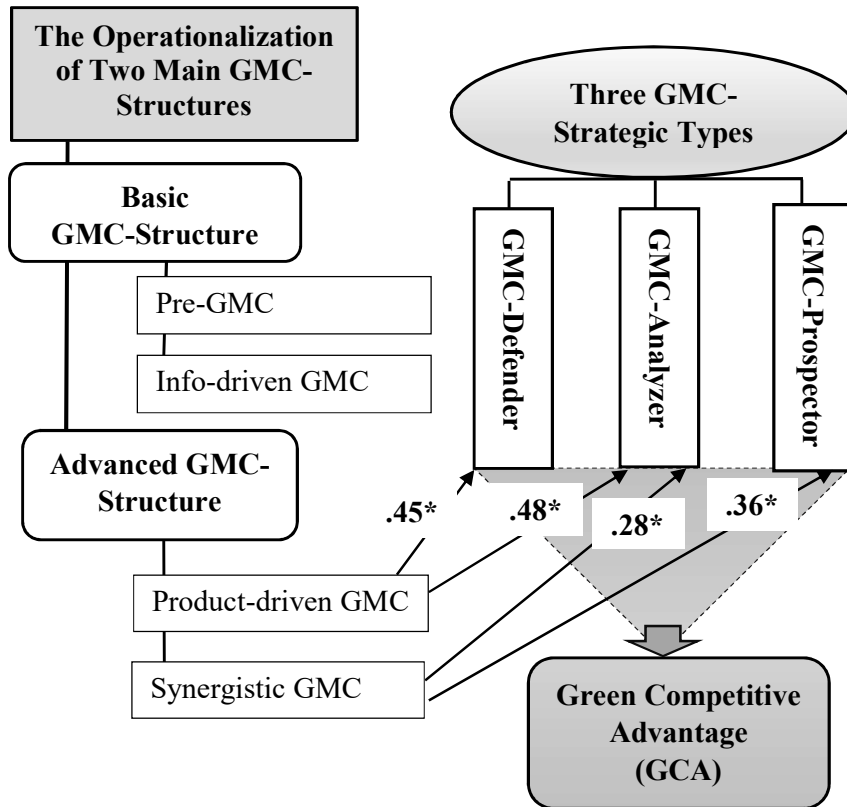 The Operationalization
of Two Main GMC-
Structures
Basic
GMC-Structure
Pre-GMC
Info-driven GMC
Advanced GMC-
Structure
Product-driven GMC
Synergistic GMC
Three GMC-
Strategic Types
GMC-Defender
GMC-Analyzer
GMC-Prospector
.45*
.48*
.28*
.36*
Green Competitive
Advantage
(GCA)